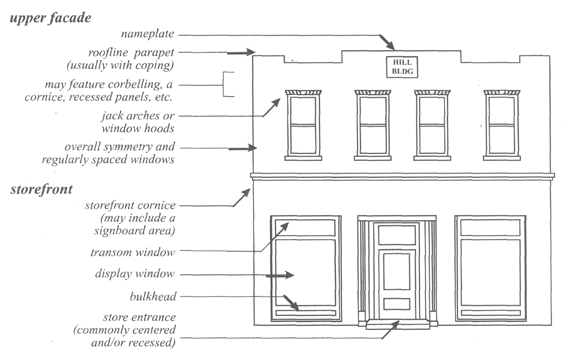 upper facade
nameplate
roofline parapet
(usually with coping)
HILL
BLDG
may feature corbelling, a
cornice, recessed panels, etc.
jack arches or
window hoods
overall symmetry and
regularly spaced windows
storefront
storefront cornice
(may include a
signboard area)
transom window
display window
bulkhead
store entrance
(commonly centered
and/or recessed)